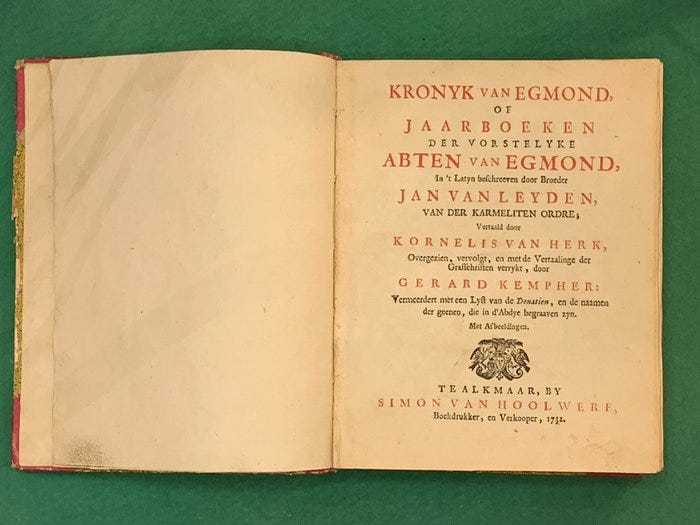 KRONYK VAN EGMOND,
OF
JAARBOEKEN
DER VORSTELYKE
ABTEN VAN EGMOND,
In 't Latyn beſchreeven door Broeder
JAN VAN LEYDEN,
VAN DER KARMELITEN ORDRE;
Vertaald door
KORNELIS VAN HERK,
Overgezien, vervolgt, en met de Vertaalinge der
Grafſchriften verrykt, door
GERARD KEMPHER:
Vermeerdert met een Lyſt van de Donatien, en de naamen
der geenen, die in d'Abdye begraaven zyn.
Met Afbeeldingen.
TE ALKMAAR, BY
SIMON VAN HOOLWERF,
Boekdrukker, en Verkooper, 1732.